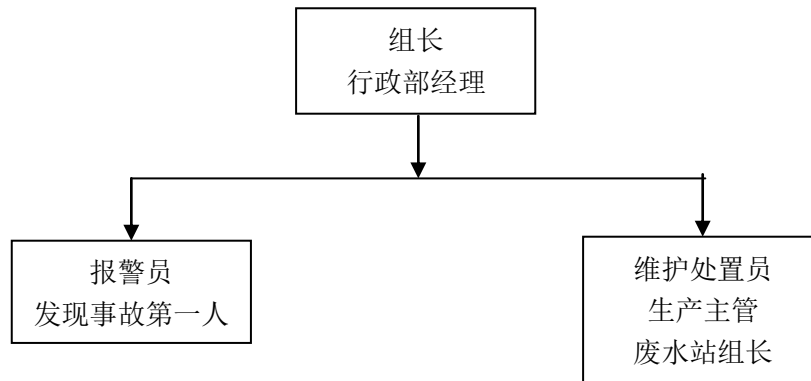 组长
行政部经理
报警员
发现事故第一人
维护处置员
生产主管
废水站组长